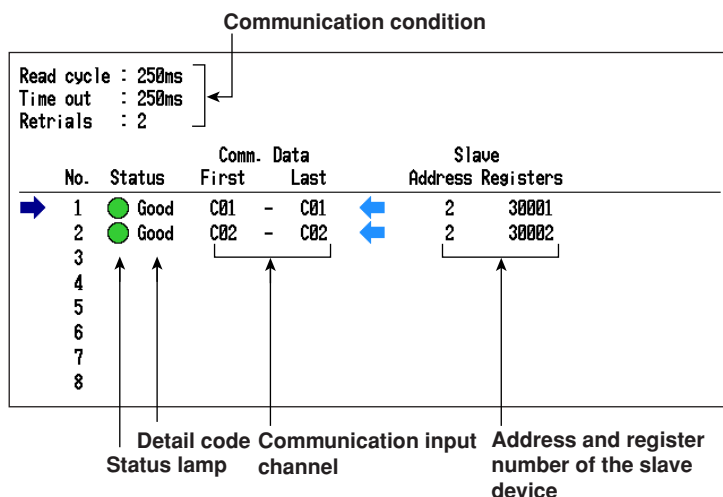 Communication condition
Read cycle : 250ms
Time out : 250ms
Retrials : 2
Comm. Data Slave
No. Status First Last Address Registers
1 Good C01 - C01 2 30001
2 Good C02 - C02 2 30002
3
4
5
6
7
8
Detail code Communication input Address and register
Status lamp channel number of the slave
device